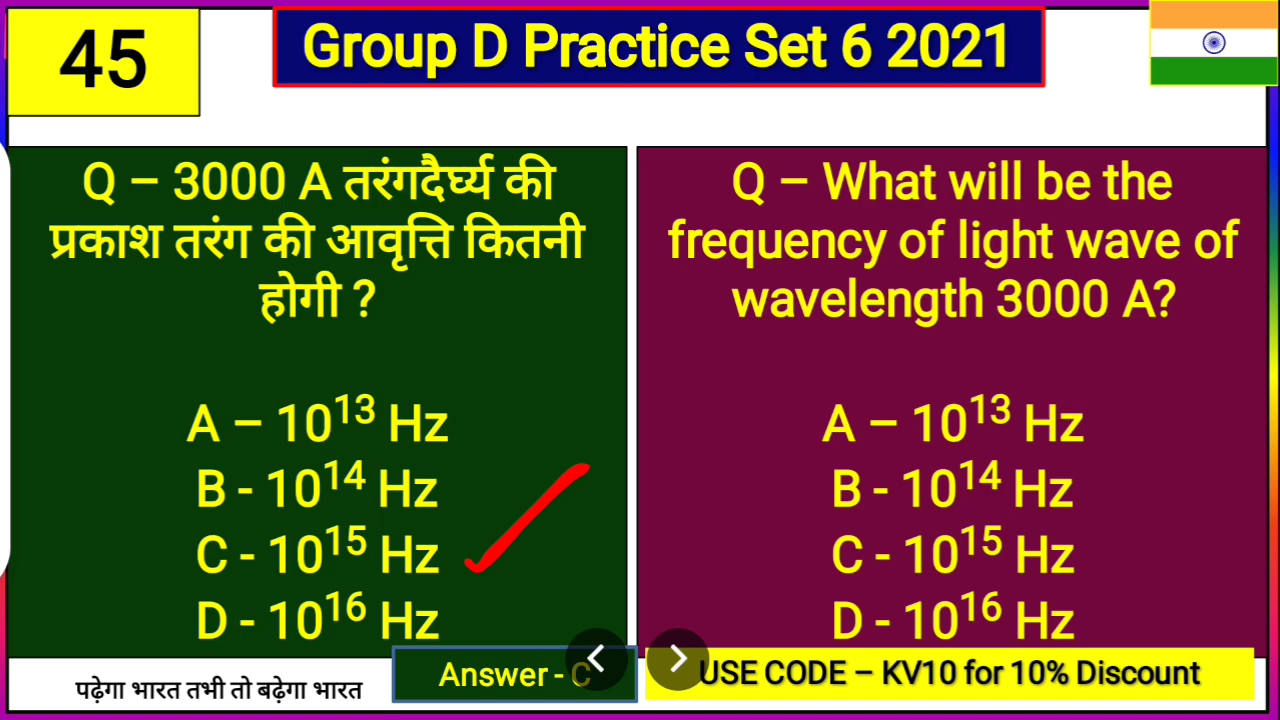 45
Group D Practice Set 6 2021
Q – 3000 A तरंगदैर्घ्य की
प्रकाश तरंग की आवृत्ति कितनी
होगी ?
A – 10¹³ Hz
B - 10¹⁴ Hz
C - 10¹⁵ Hz
D - 10¹⁶ Hz
Q – What will be the
frequency of light wave of
wavelength 3000 A?
A – 10¹³ Hz
B - 10¹⁴ Hz
C - 10¹⁵ Hz
D - 10¹⁶ Hz
पढ़ेगा भारत तभी तो बढ़ेगा भारत
Answer - C
USE CODE – KV10 for 10% Discount